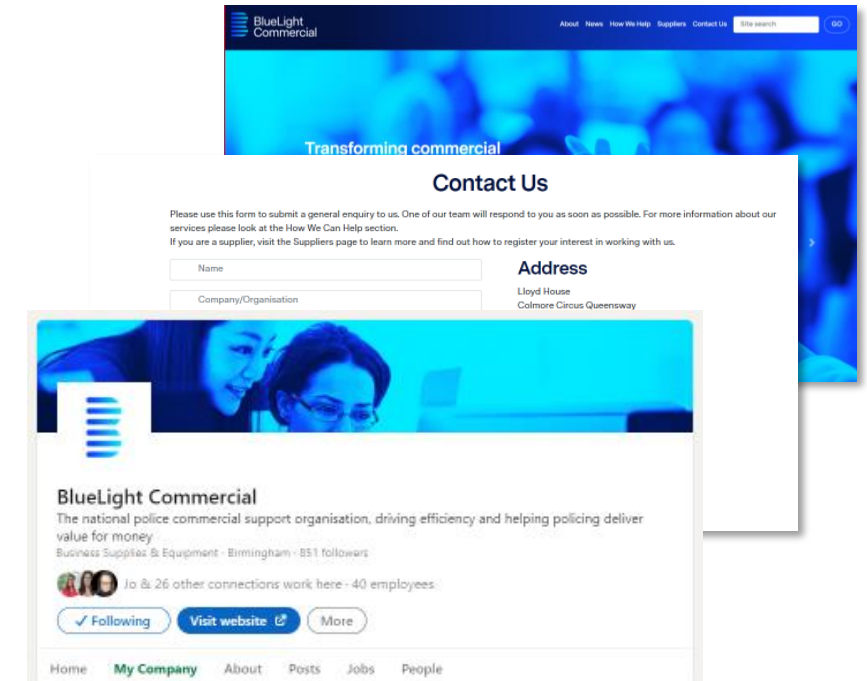 BlueLight
Commercial
About News How We Help Suppliers Contact Us Site search GO
Transforming commercial
Contact Us
Please use this form to submit a general enquiry to us. One of our team will respond to you as soon as possible. For more information about our
services please look at the How We Can Help section.
If you are a supplier, visit the Suppliers page to learn more and find out how to register your interest in working with us.
Name
Address
Company/Organisation
Lloyd House
Colmore Circus Queensway
BlueLight Commercial
The national police commercial support organisation, driving efficiency and helping policing deliver
value for money
Business Supplies & Equipment · Birmingham · 851 followers
Jo & 26 other connections work here · 40 employees
✓ Following Visit website More
Home My Company About Posts Jobs People